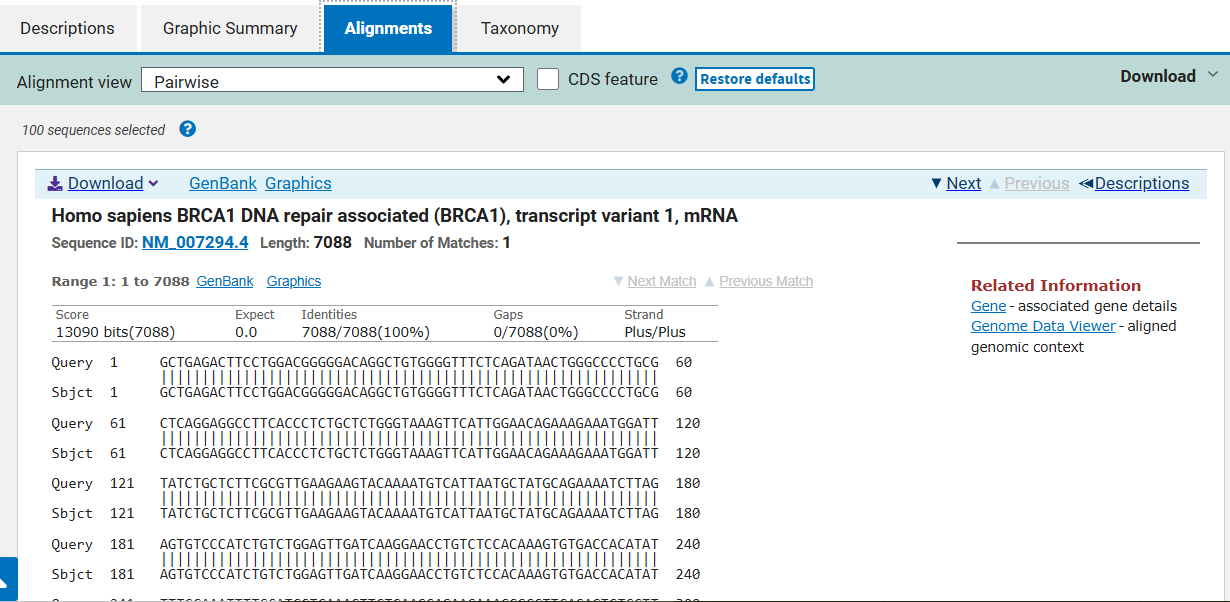 Descriptions Graphic Summary Alignments Taxonomy
Alignment view Pairwise CDS feature ? Restore defaults Download
100 sequences selected ?
Download GenBank Graphics ▼ Next ▲ Previous ≪Descriptions
Homo sapiens BRCA1 DNA repair associated (BRCA1), transcript variant 1, mRNA
Sequence ID: NM_007294.4 Length: 7088 Number of Matches: 1
Range 1: 1 to 7088 GenBank Graphics ▼ Next Match ▲ Previous Match
Score Expect Identities Gaps Strand
13090 bits(7088) 0.0 7088/7088(100%) 0/7088(0%) Plus/Plus
Query 1 GCTGAGACTTCCTGGACGGGGGACAGGCTGTGGGGTTTCTCAGATAACTGGGCCCCTGCG 60
Sbjct 1 GCTGAGACTTCCTGGACGGGGGACAGGCTGTGGGGTTTCTCAGATAACTGGGCCCCTGCG 60
Query 61 CTCAGGAGGCCTTCACCCTCTGCTCTGGGTAAAGTTCATTGGAACAGAAAGAAATGGATT 120
Sbjct 61 CTCAGGAGGCCTTCACCCTCTGCTCTGGGTAAAGTTCATTGGAACAGAAAGAAATGGATT 120
Query 121 TATCTGCTCTTCGCGTTGAAGAAGTACAAAATGTCATTAATGCTATGCAGAAAATCTTAG 180
Sbjct 121 TATCTGCTCTTCGCGTTGAAGAAGTACAAAATGTCATTAATGCTATGCAGAAAATCTTAG 180
Query 181 AGTGTCCCATCTGTCTGGAGTTGATCAAGGAACCTGTCTCCACAAAGTGTGACCACATAT 240
Sbjct 181 AGTGTCCCATCTGTCTGGAGTTGATCAAGGAACCTGTCTCCACAAAGTGTGACCACATAT 240
Related Information
Gene - associated gene details
Genome Data Viewer - aligned
genomic context